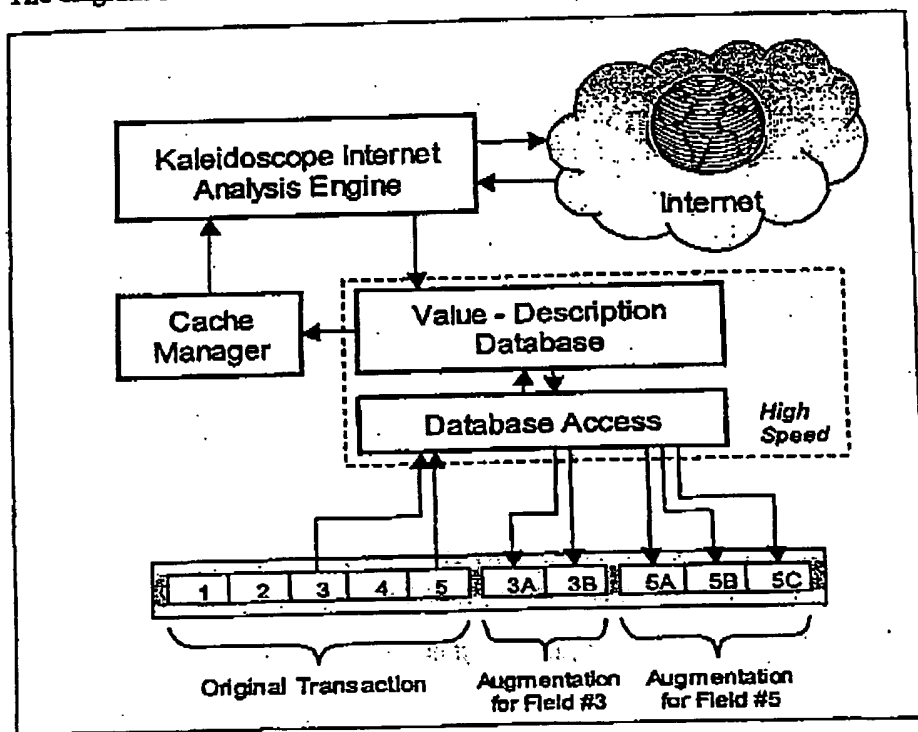 Kaleidoscope Internet
Analysis Engine
Internet
Cache
Manager
Value - Description
Database
Database Access
High
Speed
1 2 3 4 5 3A 3B 5A 5B 5C
Original Transaction
Augmentation
for Field #3
Augmentation
for Field #5